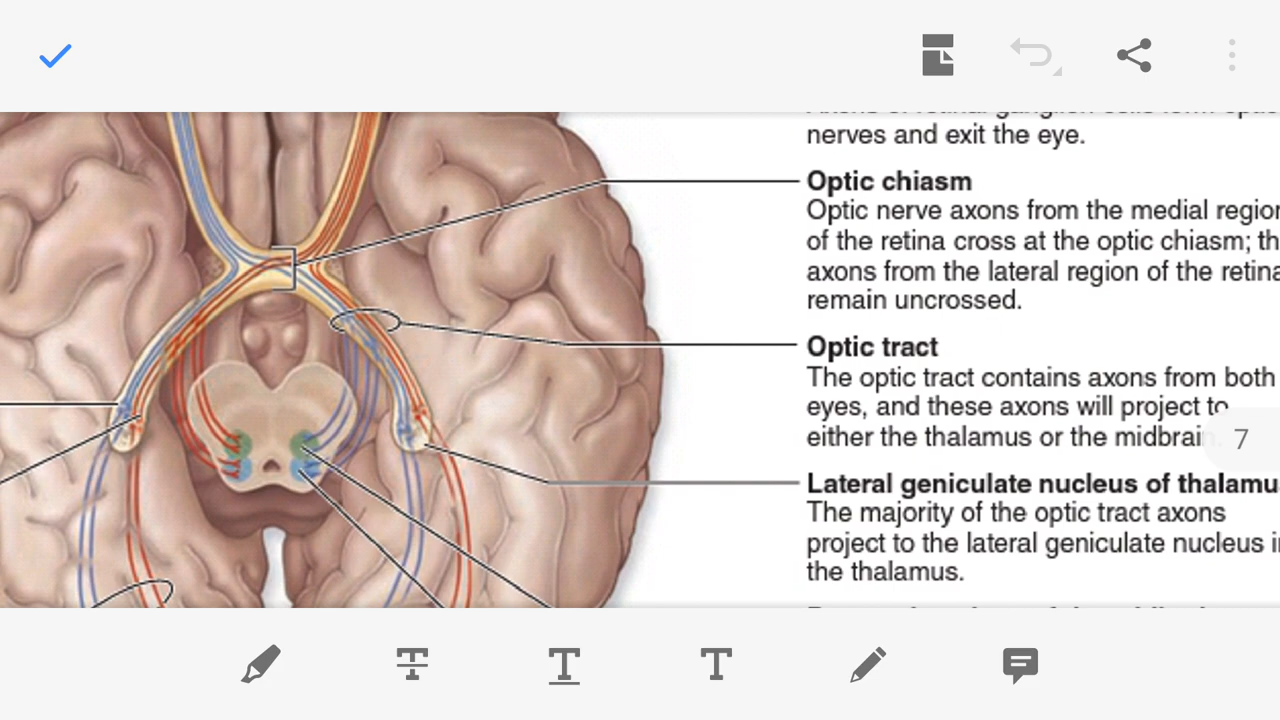 nerves and exit the eye.
Optic chiasm
Optic nerve axons from the medial region
of the retina cross at the optic chiasm; th
axons from the lateral region of the retina
remain uncrossed.
Optic tract
The optic tract contains axons from both
eyes, and these axons will project to
either the thalamus or the midbrain.
7
Lateral geniculate nucleus of thalamu
The majority of the optic tract axons
project to the lateral geniculate nucleus i
the thalamus.